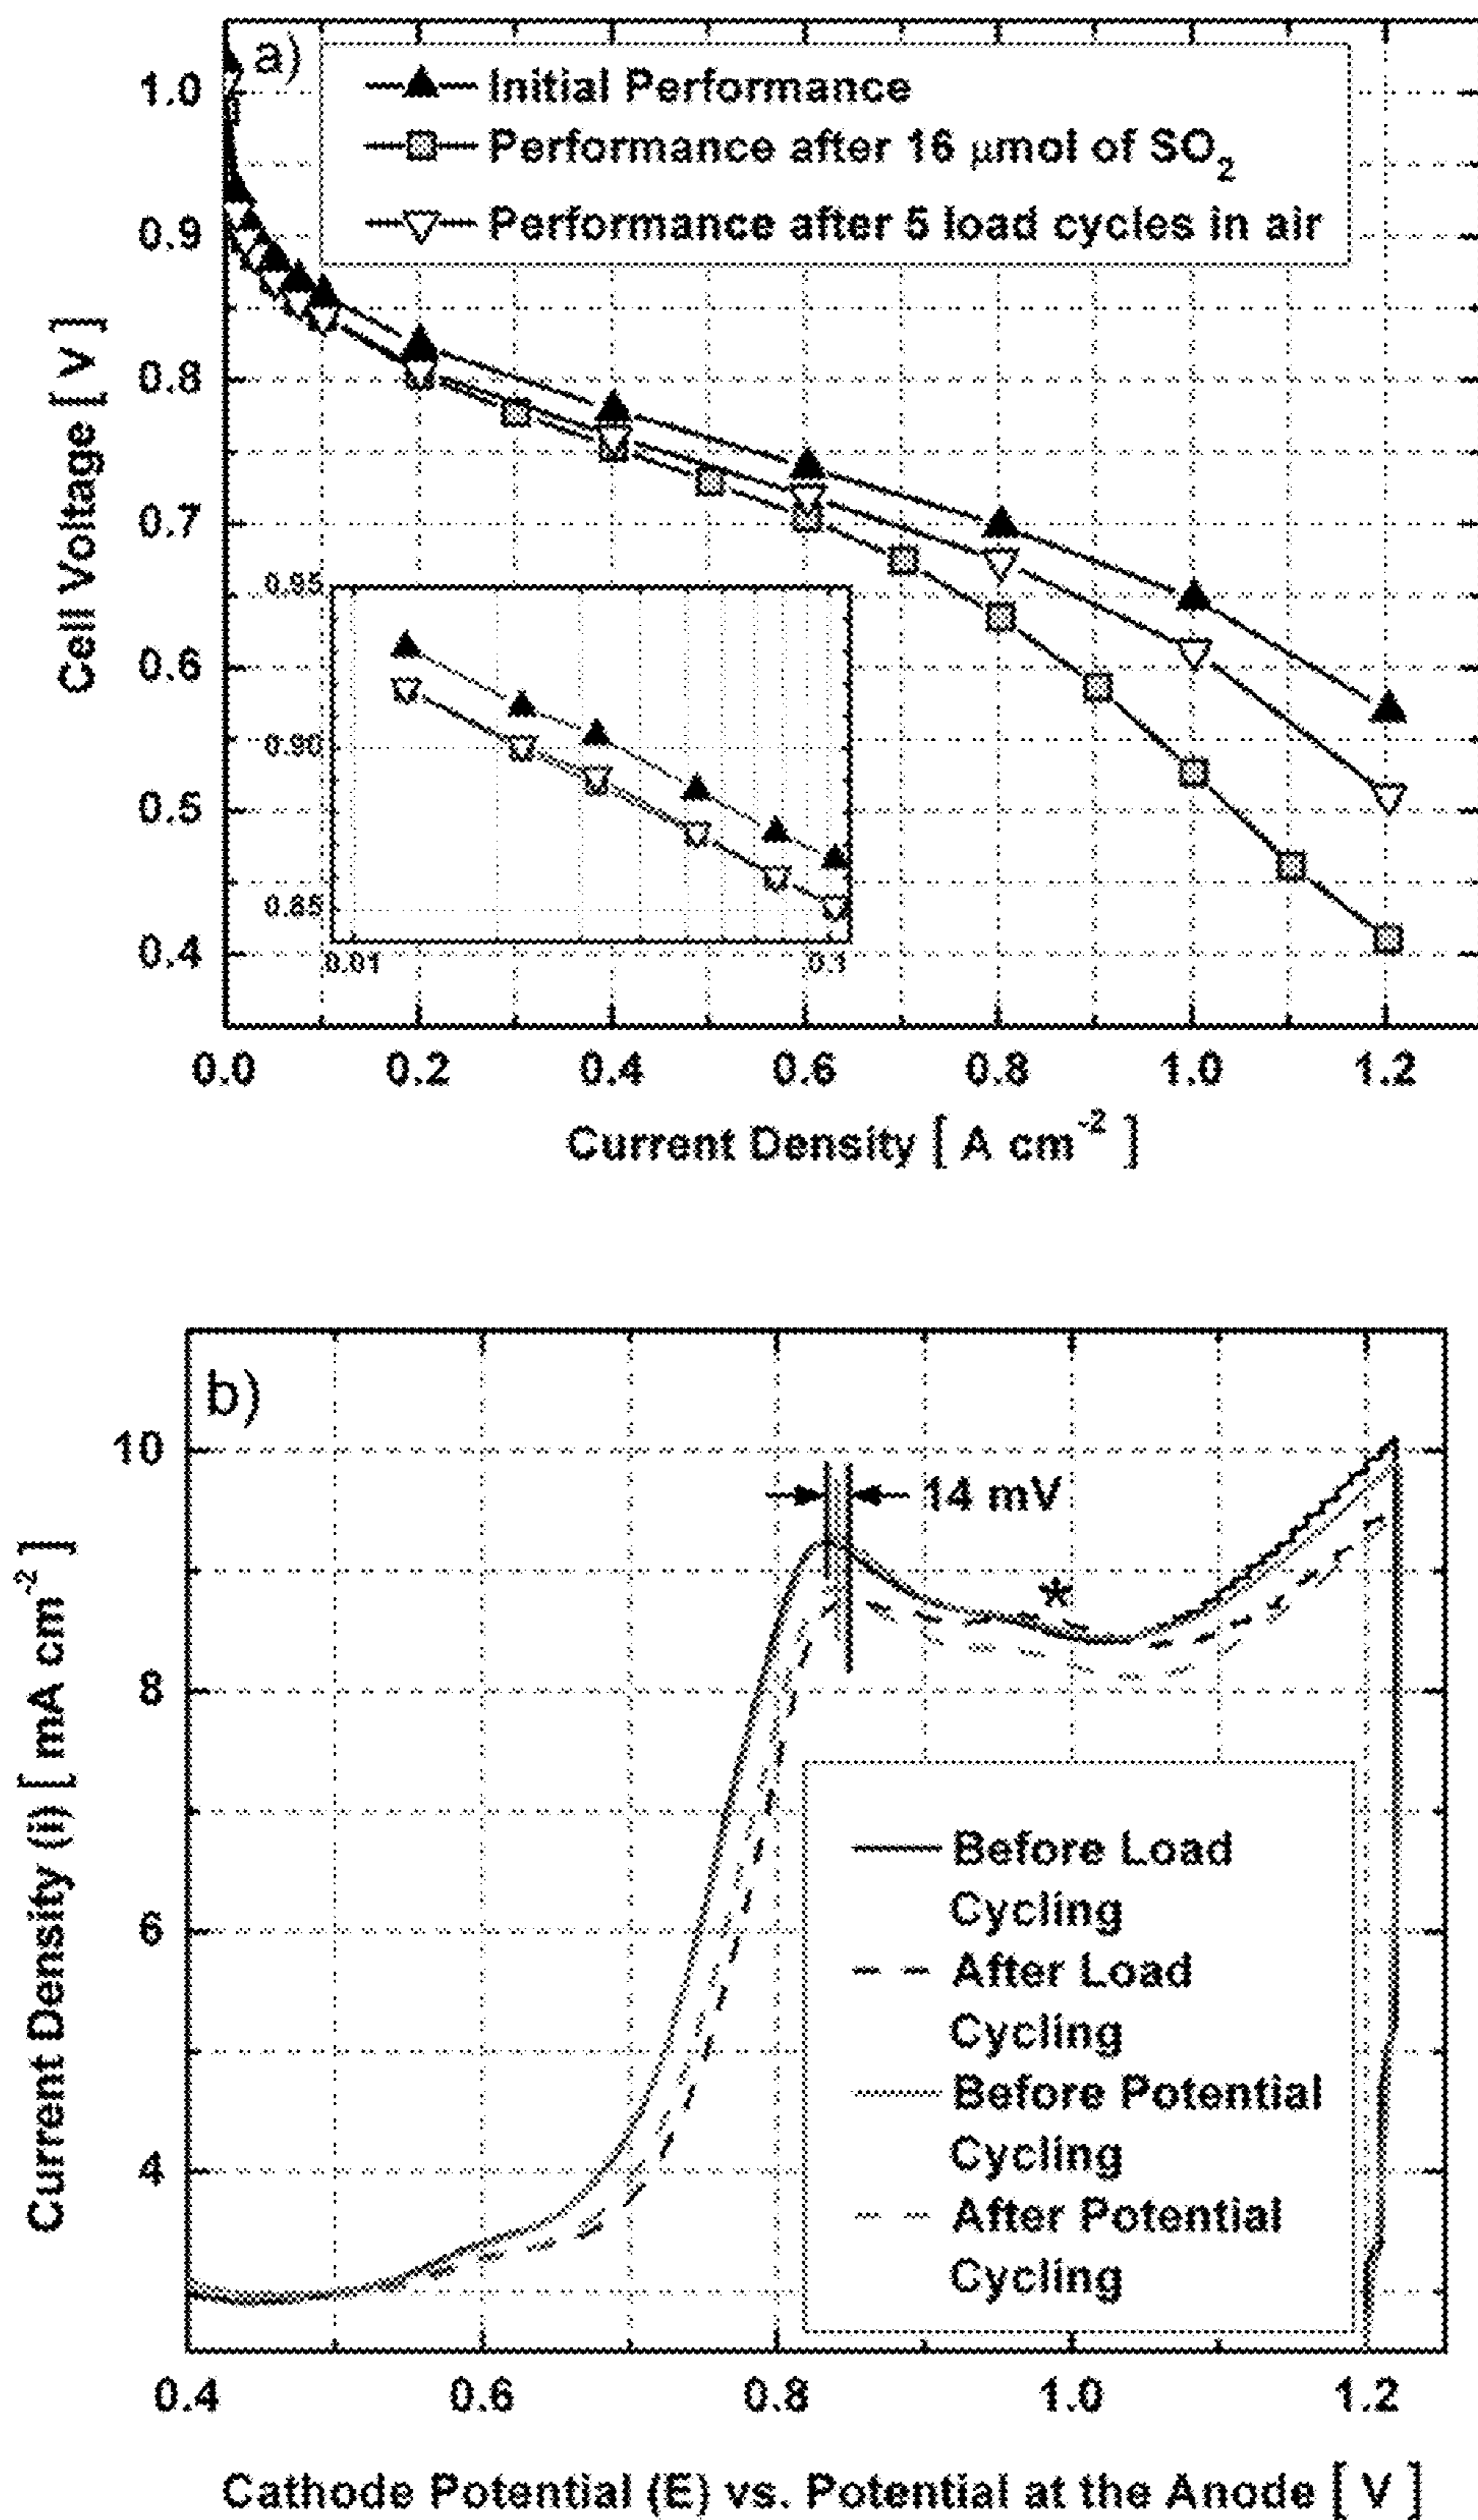 a)
Initial Performance
Performance after 16 μmol of SO2
Performance after 5 load cycles in air
Cell Voltage [ V ]
1.0
0.9
0.8
0.7
0.6
0.5
0.4
0.95
0.90
0.85
0.01 0.1
0.0 0.2 0.4 0.6 0.8 1.0 1.2
Current Density [ A cm-2 ]
b)
14 mV
*
Current Density (i) [ mA cm-2 ]
10
8
6
4
Before Load
Cycling
After Load
Cycling
Before Potential
Cycling
After Potential
Cycling
0.4 0.6 0.8 1.0 1.2
Cathode Potential (E) vs. Potential at the Anode [ V ]